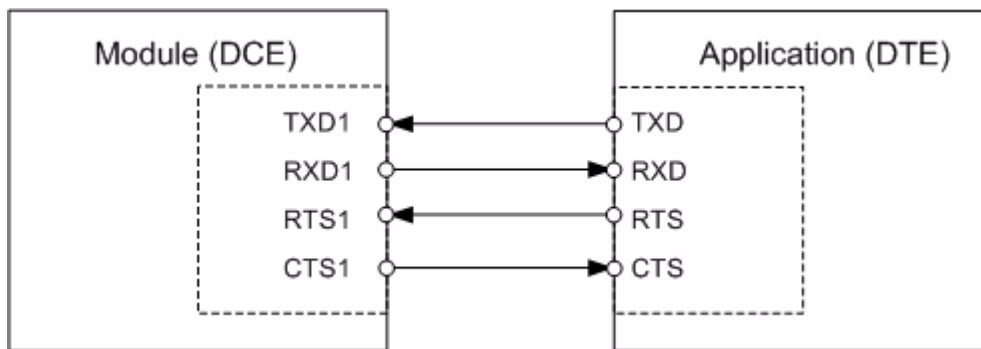 Module (DCE) Application (DTE)
TXD1 TXD
RXD1 RXD
RTS1 RTS
CTS1 CTS